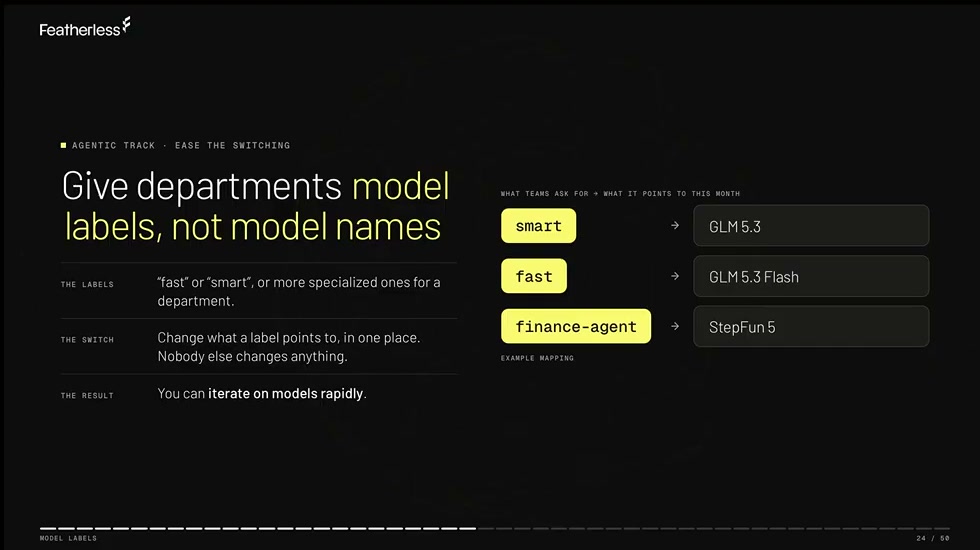 Featherless
AGENTIC TRACK · EASE THE SWITCHING
Give departments model
labels, not model names
THE LABELS
“fast” or “smart”, or more specialized ones for a
department.
THE SWITCH
Change what a label points to, in one place.
Nobody else changes anything.
THE RESULT
You can iterate on models rapidly.
WHAT TEAMS ASK FOR → WHAT IT POINTS TO THIS MONTH
smart → GLM 5.3
fast → GLM 5.3 Flash
finance-agent → StepFun 5
EXAMPLE MAPPING
MODEL LABELS
24 / 50